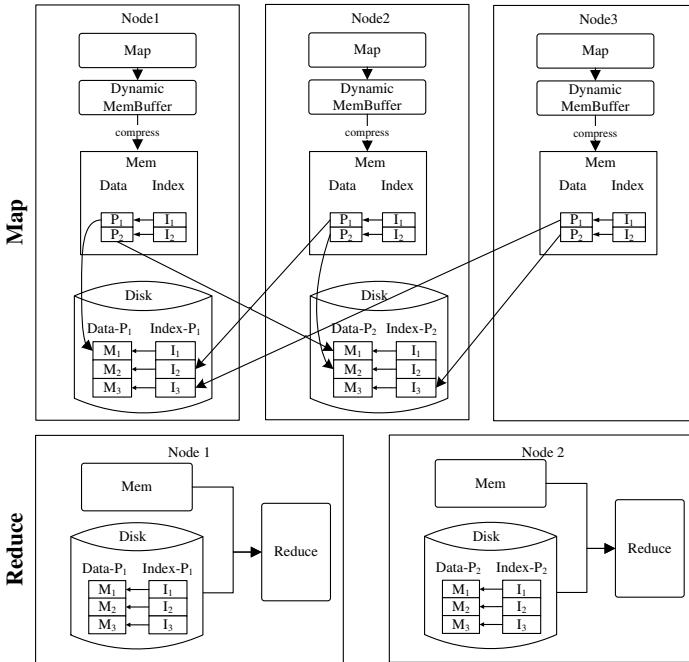 Map
Node1
Map
Dynamic
MemBuffer
compress
Mem
Data Index
P1 I1
P2 I2
Disk
Data-P1 Index-P1
M1 I1
M2 I2
M3 I3
Node2
Map
Dynamic
MemBuffer
compress
Mem
Data Index
P1 I1
P2 I2
Disk
Data-P2 Index-P2
M1 I1
M2 I2
M3 I3
Node3
Map
Dynamic
MemBuffer
compress
Mem
Data Index
P1 I1
P2 I2
Reduce
Node 1
Mem
Disk
Data-P1 Index-P1
M1 I1
M2 I2
M3 I3
Reduce
Node 2
Mem
Disk
Data-P2 Index-P2
M1 I1
M2 I2
M3 I3
Reduce